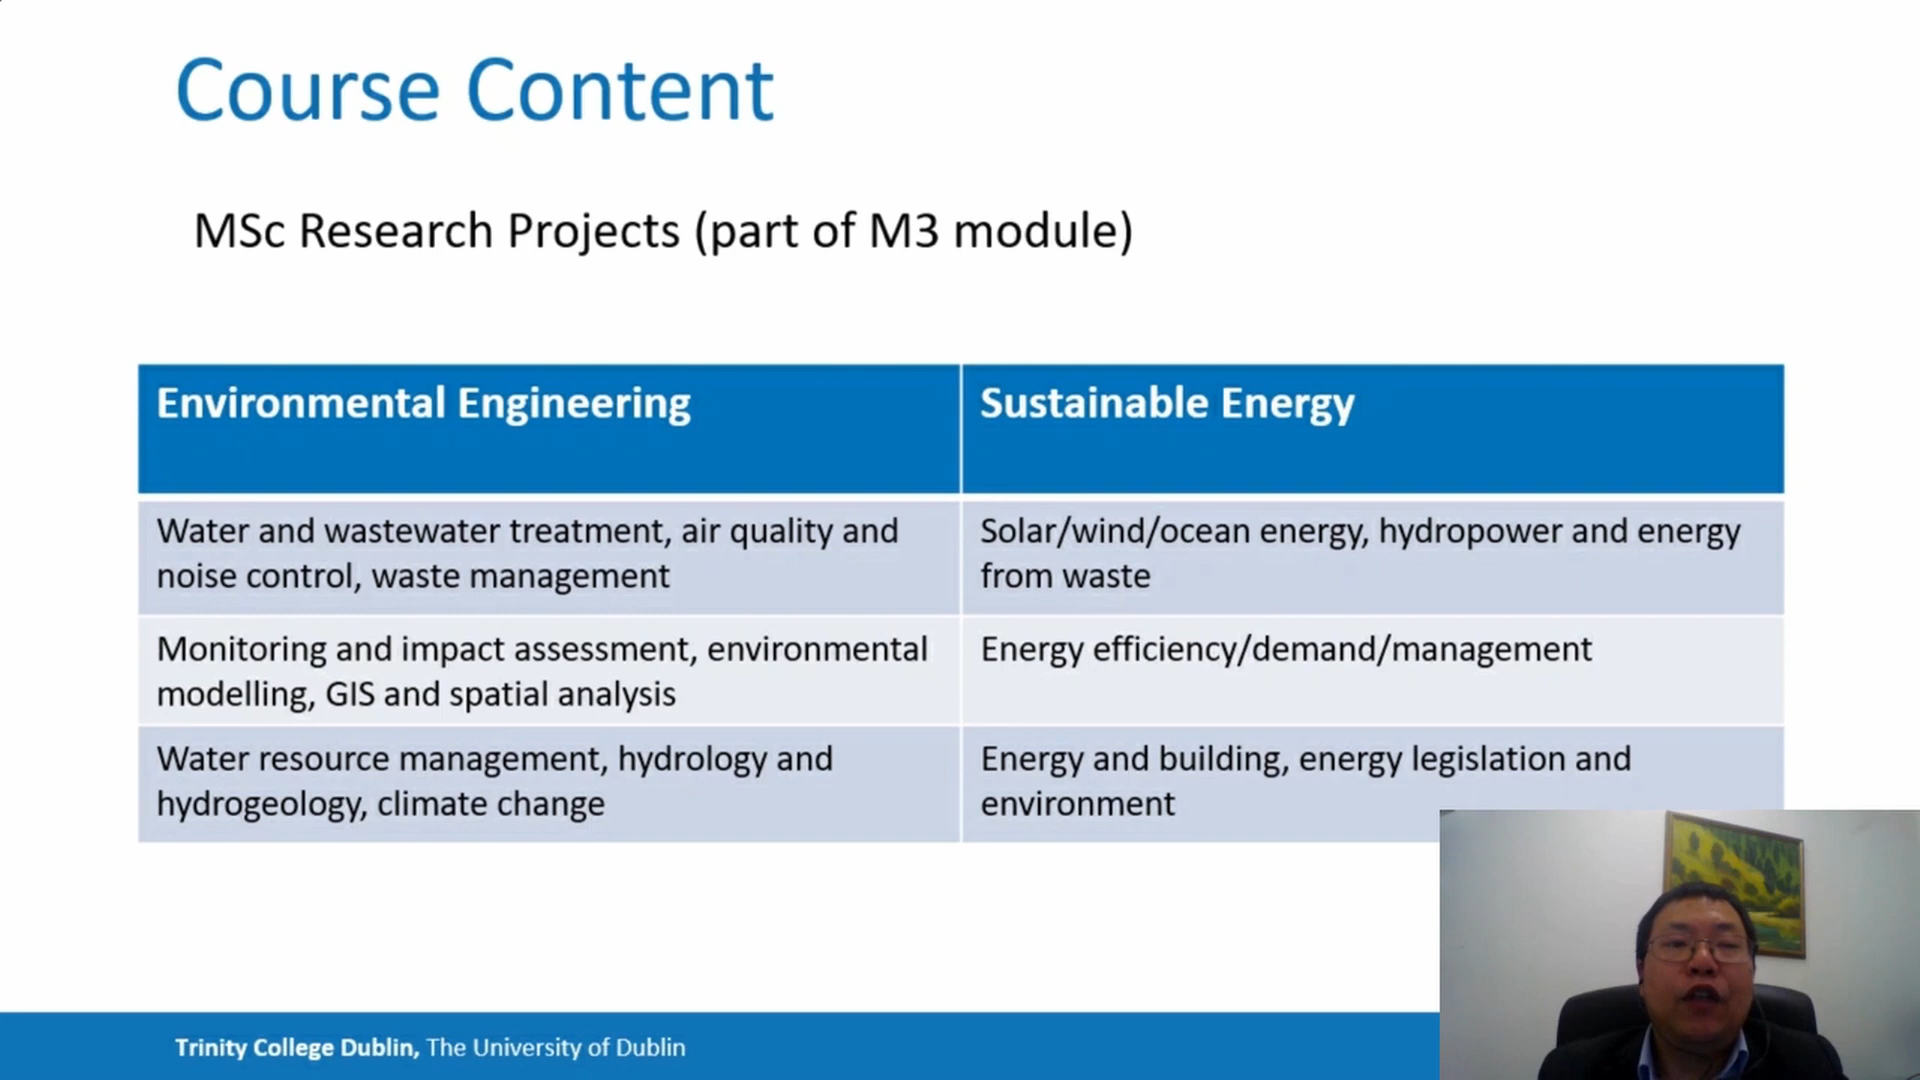 Course Content
MSc Research Projects (part of M3 module)
Environmental Engineering
Sustainable Energy
Water and wastewater treatment, air quality and
noise control, waste management
Solar/wind/ocean energy, hydropower and energy
from waste
Monitoring and impact assessment, environmental
modelling, GIS and spatial analysis
Energy efficiency/demand/management
Water resource management, hydrology and
hydrogeology, climate change
Energy and building, energy legislation and
environment
Trinity College Dublin, The University of Dublin